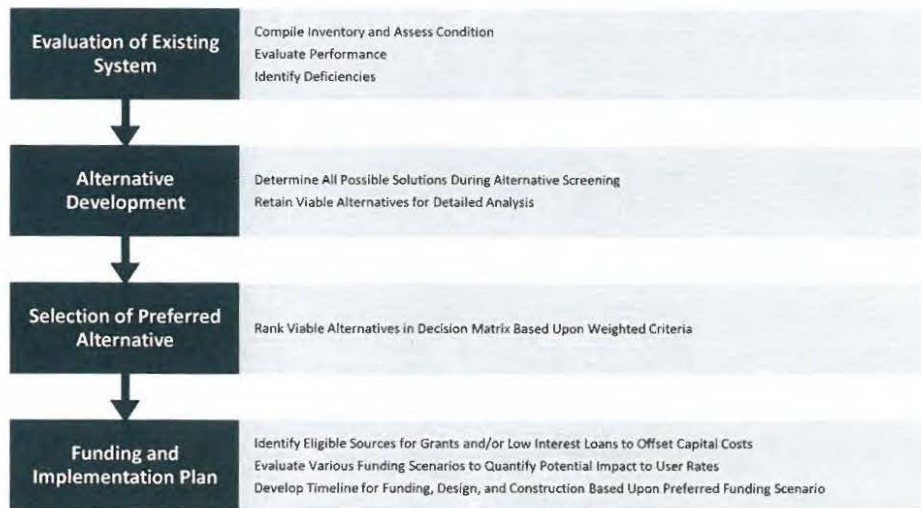 Evaluation of Existing
System
Compile Inventory and Assess Condition
Evaluate Performance
Identify Deficiencies
Alternative
Development
Determine All Possible Solutions During Alternative Screening
Retain Viable Alternatives for Detailed Analysis
Selection of Preferred
Alternative
Rank Viable Alternatives in Decision Matrix Based Upon Weighted Criteria
Funding and
Implementation Plan
Identify Eligible Sources for Grants and/or Low Interest Loans to Offset Capital Costs
Evaluate Various Funding Scenarios to Quantify Potential Impact to User Rates
Develop Timeline for Funding, Design, and Construction Based Upon Preferred Funding Scenario